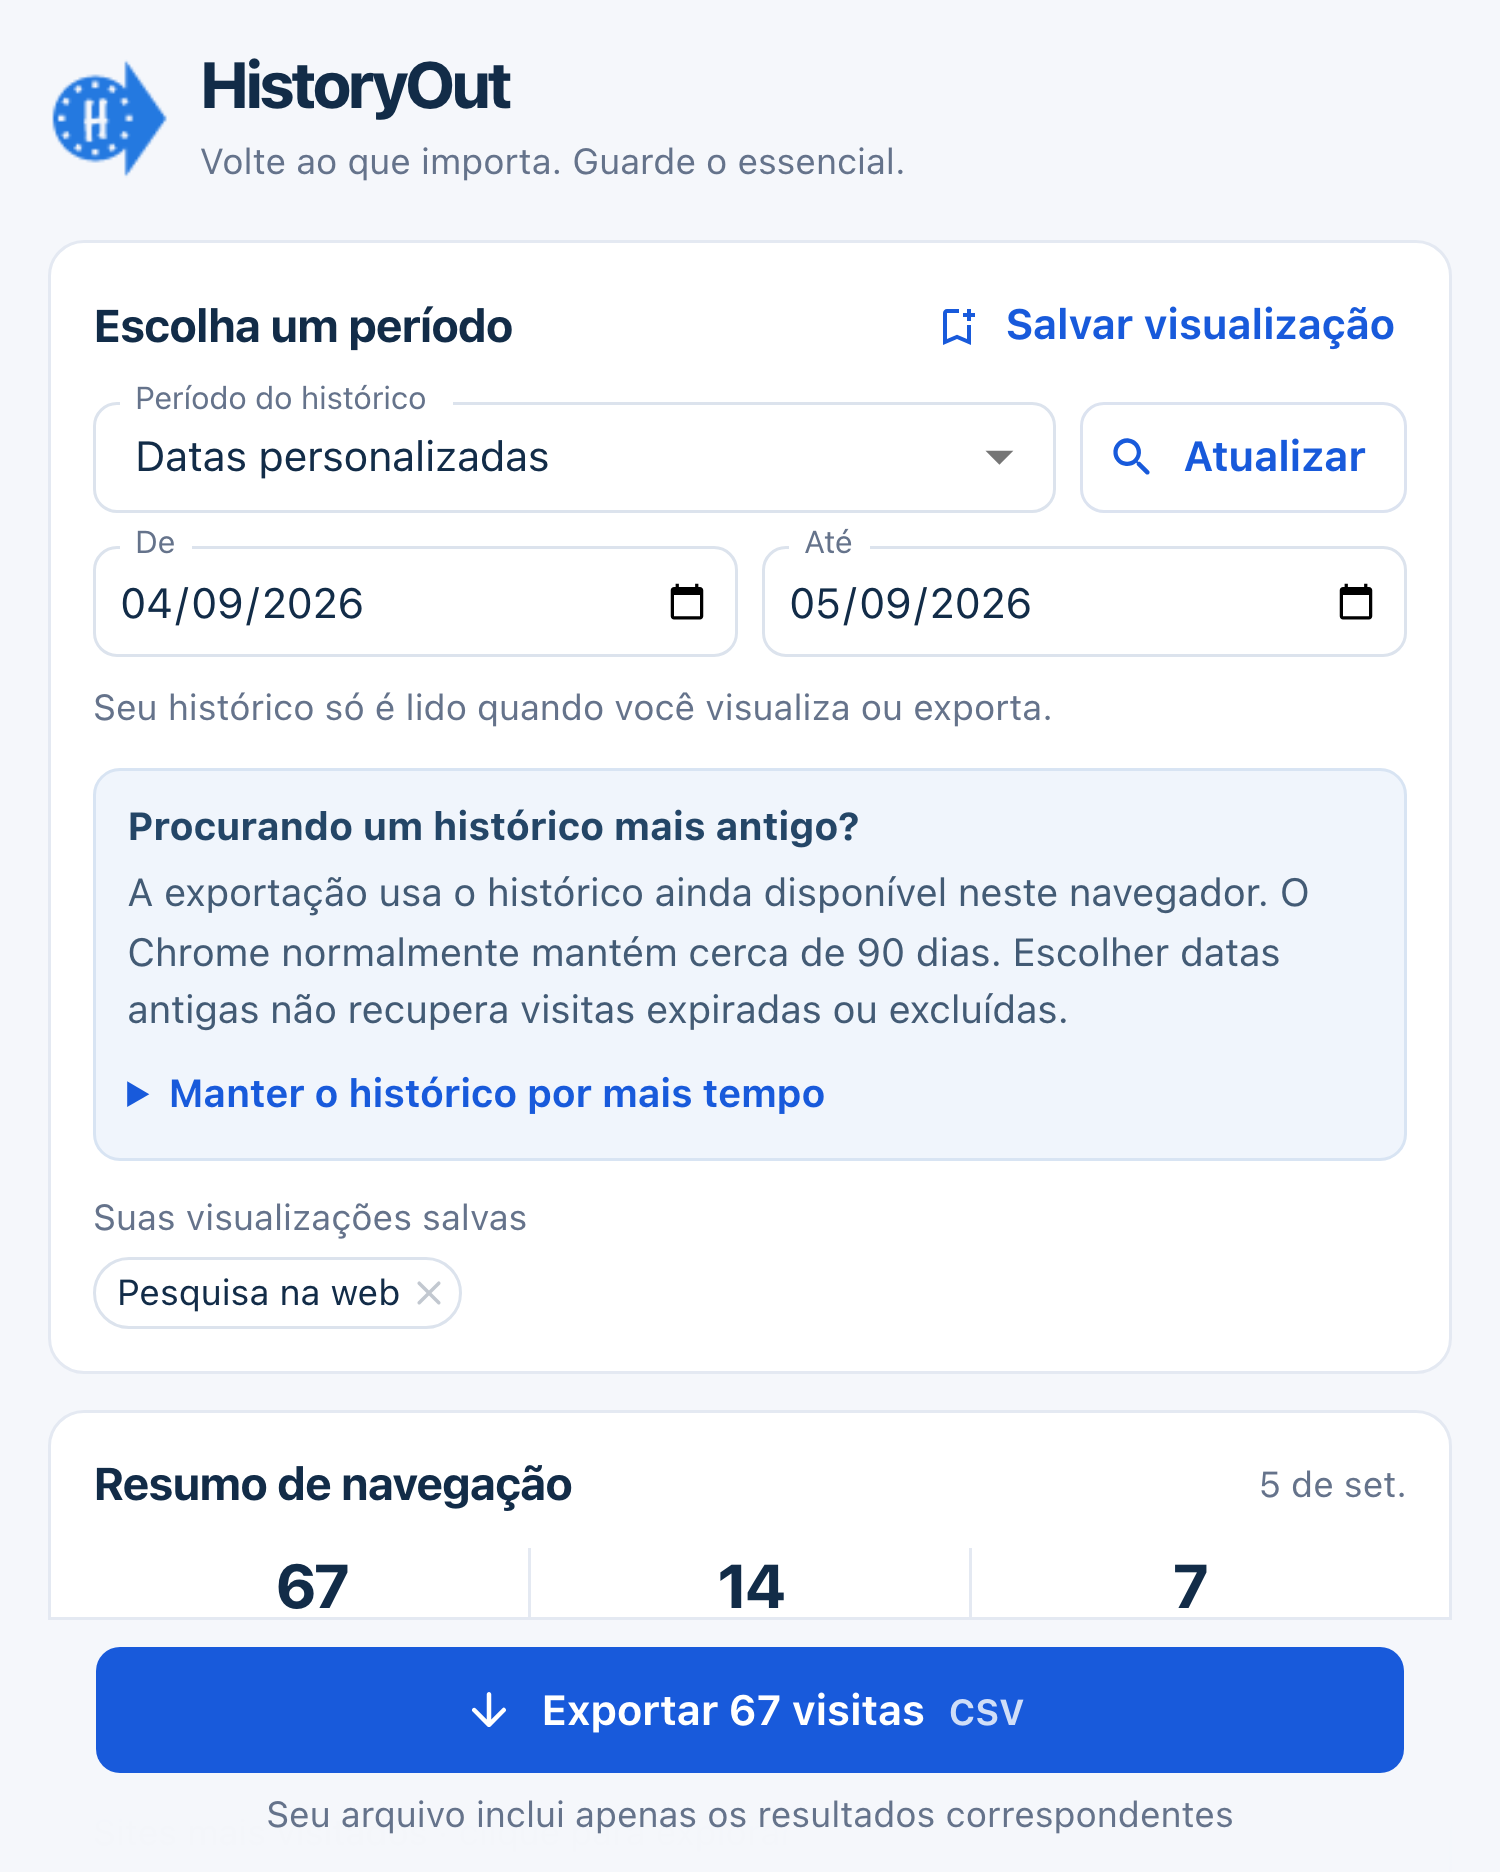 H
HistoryOut
Volte ao que importa. Guarde o essencial.
Escolha um período
Salvar visualização
Período do histórico
Datas personalizadas
Atualizar
De
04/09/2026
Até
05/09/2026
Seu histórico só é lido quando você visualiza ou exporta.
Procurando um histórico mais antigo?
A exportação usa o histórico ainda disponível neste navegador. O
Chrome normalmente mantém cerca de 90 dias. Escolher datas
antigas não recupera visitas expiradas ou excluídas.
Manter o histórico por mais tempo
Suas visualizações salvas
Pesquisa na web
Resumo de navegação
5 de set.
67
14
7
Exportar 67 visitas CSV
Seu arquivo inclui apenas os resultados correspondentes